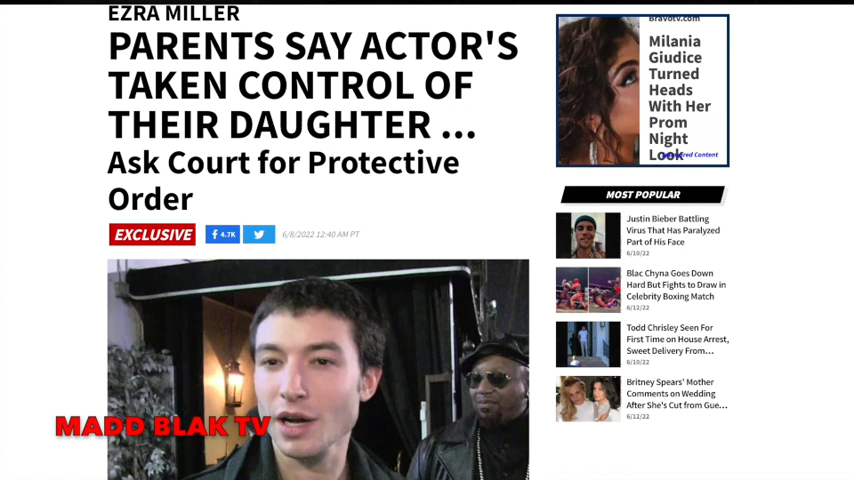 EZRA MILLER
PARENTS SAY ACTOR'S
TAKEN CONTROL OF
THEIR DAUGHTER ...
Ask Court for Protective
Order
EXCLUSIVE
4.7K
6/8/2022 12:40 AM PT
MADD BLAK TV
Bravotv.com
Milania
Giudice
Turned
Heads
With Her
Prom
Night
Look
Sponsored Content
MOST POPULAR
Justin Bieber Battling
Virus That Has Paralyzed
Part of His Face
6/10/22
Blac Chyna Goes Down
Hard But Fights to Draw in
Celebrity Boxing Match
6/12/22
Todd Chrisley Seen For
First Time on House Arrest,
Sweet Delivery From...
6/10/22
Britney Spears' Mother
Comments on Wedding
After She's Cut from Gue...
6/12/22